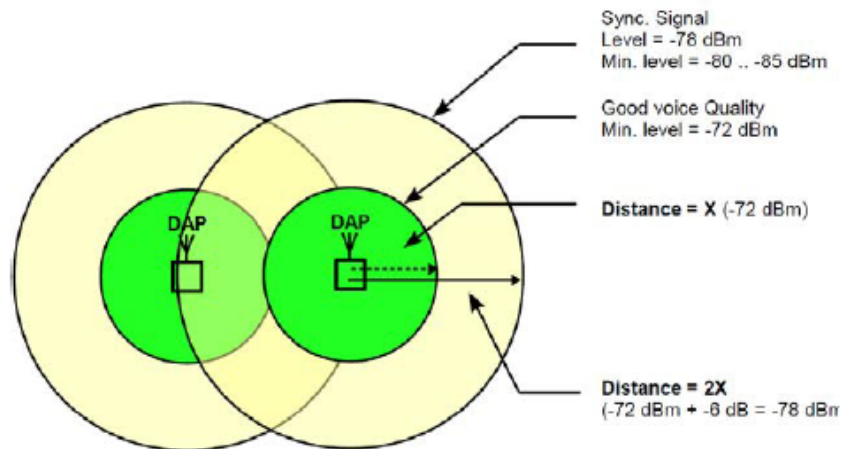 Sync. Signal
Level = -78 dBm
Min. level = -80 .. -85 dBm
Good voice Quality
Min. level = -72 dBm
DAP
DAP
Distance = X (-72 dBm)
Distance = 2X
(-72 dBm + -6 dB = -78 dBm